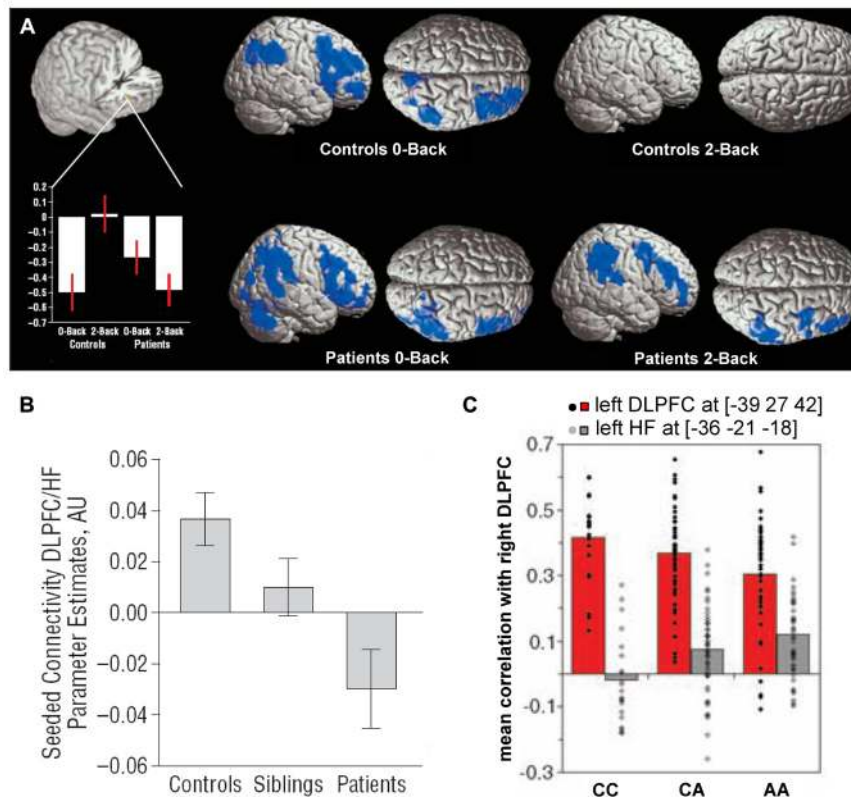 A
Controls 0-Back
Controls 2-Back
0.2
0.1
0
-0.1
-0.2
-0.3
-0.4
-0.5
-0.6
-0.7
0-Back 2-Back 0-Back 2-Back
Controls Patients
Patients 0-Back
Patients 2-Back
B
Seeded Connectivity DLPFC/HF
Parameter Estimates, AU
0.06
0.04
0.02
0.00
-0.02
-0.04
-0.06
Controls Siblings Patients
C
left DLPFC at [-39 27 42]
left HF at [-36 -21 -18]
mean correlation with right DLPFC
0.7
0.5
0.3
0.1
-0.1
-0.3
CC CA AA